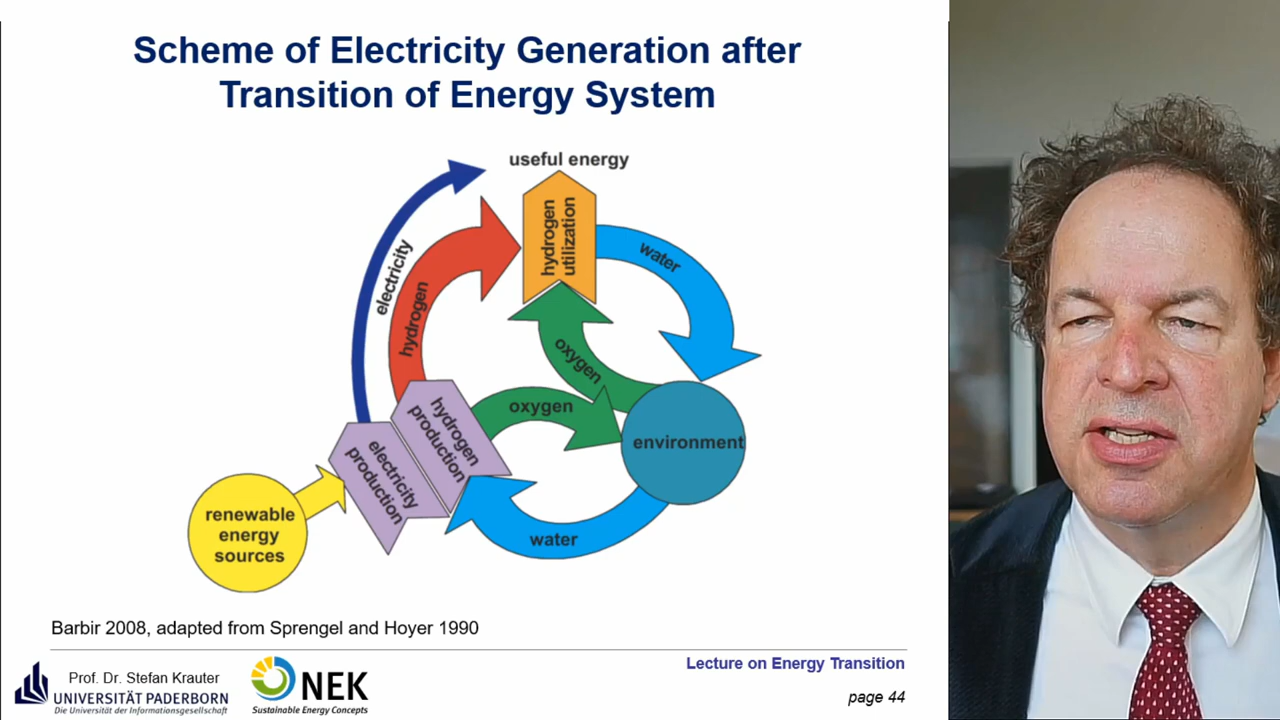 Scheme of Electricity Generation after
Transition of Energy System
useful energy
hydrogen
utilization
water
electricity
hydrogen
oxygen
oxygen
hydrogen
production
electricity
production
environment
renewable
energy
sources
water
Barbir 2008, adapted from Sprengel and Hoyer 1990
Prof. Dr. Stefan Krauter
UNIVERSITÄT PADERBORN
Die Universität der Informationsgesellschaft
NEK
Sustainable Energy Concepts
Lecture on Energy Transition
page 44